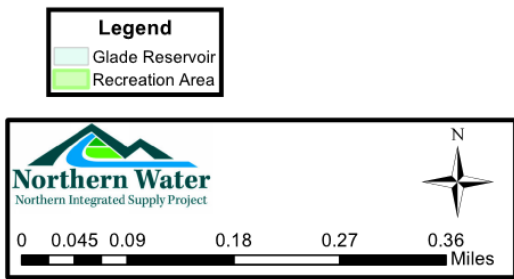 Legend
Glade Reservoir
Recreation Area
N
Northern Water
Northern Integrated Supply Project
0 0.045 0.09 0.18 0.27 0.36
Miles